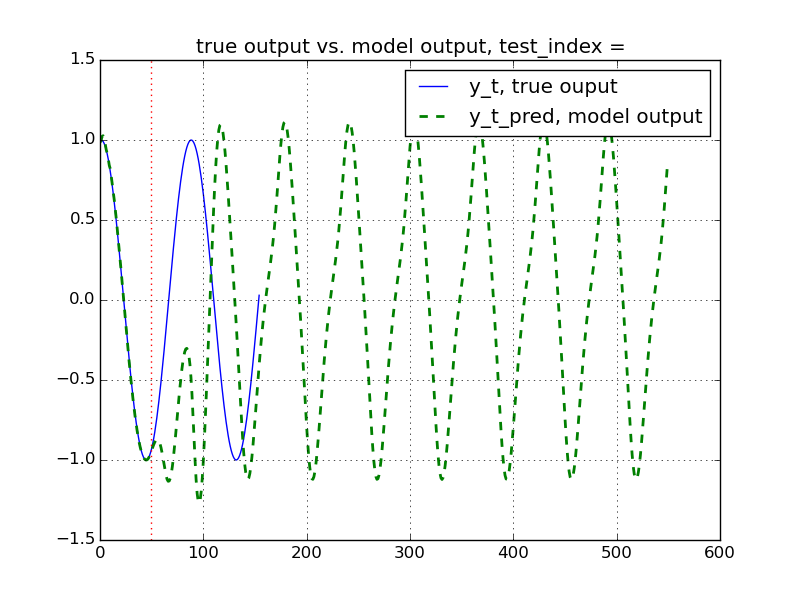 true output vs. model output, test_index =
y_t, true ouput
y_t_pred, model output
1.5
1.0
0.5
0.0
−0.5
−1.0
−1.5
0 100 200 300 400 500 600